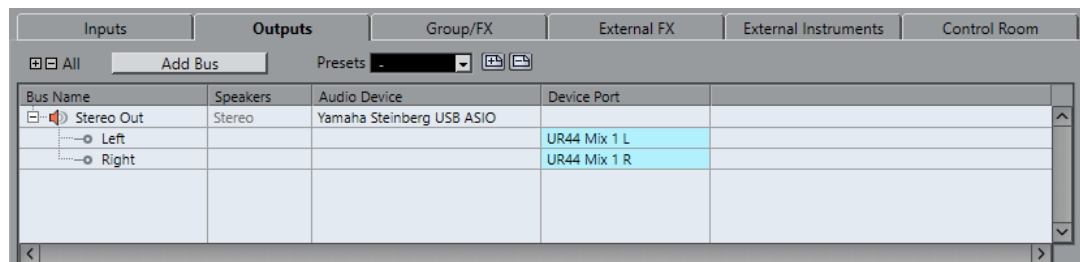 Inputs Outputs Group/FX External FX External Instruments Control Room
All Add Bus Presets -
Bus Name Speakers Audio Device Device Port
Stereo Out Stereo Yamaha Steinberg USB ASIO
Left UR44 Mix 1 L
Right UR44 Mix 1 R